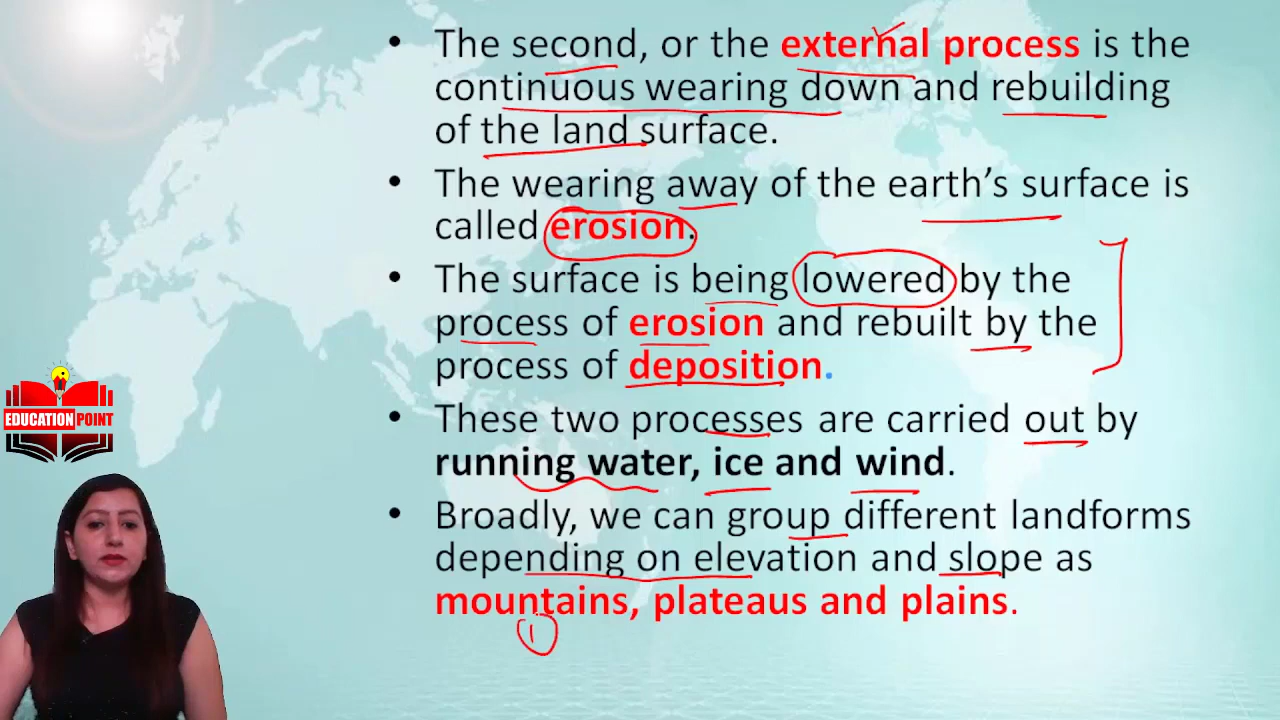 • The second, or the external process is the
continuous wearing down and rebuilding
of the land surface.
• The wearing away of the earth's surface is
called erosion.
• The surface is being lowered by the
process of erosion and rebuilt by the
process of deposition.
• These two processes are carried out by
running water, ice and wind.
• Broadly, we can group different landforms
depending on elevation and slope as
mountains, plateaus and plains.
1
EDUCATION POINT